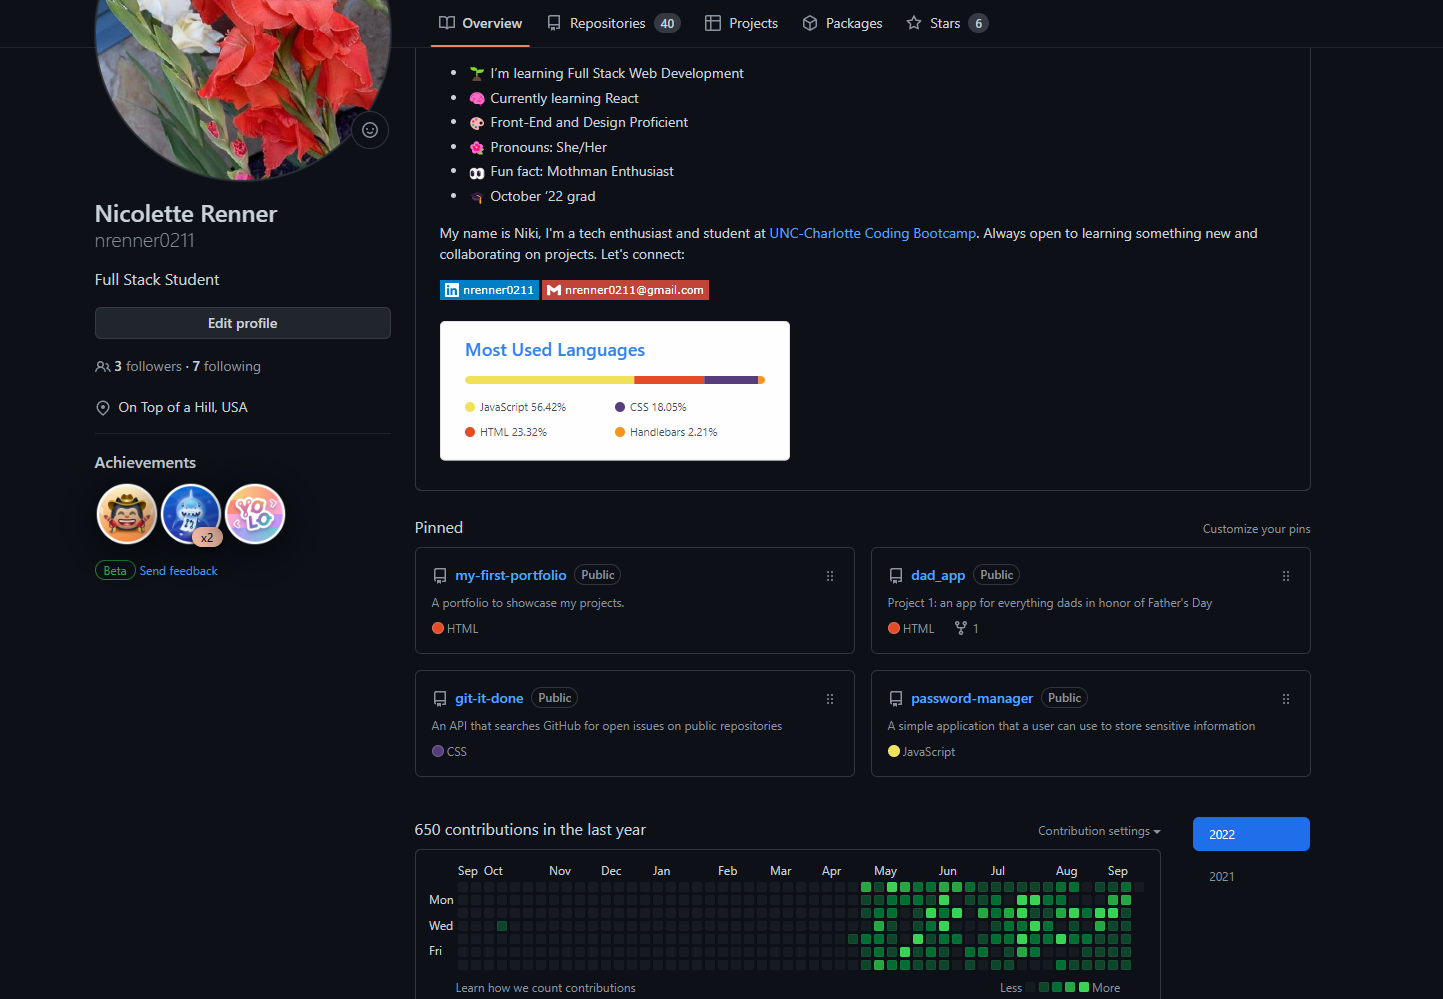 Overview
Repositories 40
Projects
Packages
Stars 6
I'm learning Full Stack Web Development
Currently learning React
Front-End and Design Proficient
Pronouns: She/Her
Fun fact: Mothman Enthusiast
October '22 grad
My name is Niki, I'm a tech enthusiast and student at UNC-Charlotte Coding Bootcamp. Always open to learning something new and
collaborating on projects. Let's connect:
in nrenner0211
nrenner0211@gmail.com
Most Used Languages
JavaScript 56.42%
CSS 18.05%
HTML 23.32%
Handlebars 2.21%
Nicolette Renner
nrenner0211
Full Stack Student
Edit profile
3 followers · 7 following
On Top of a Hill, USA
Achievements
x2
YOLO
Beta Send feedback
Pinned
Customize your pins
my-first-portfolio Public
A portfolio to showcase my projects.
HTML
dad_app Public
Project 1: an app for everything dads in honor of Father's Day
HTML 1
git-it-done Public
An API that searches GitHub for open issues on public repositories
CSS
password-manager Public
A simple application that a user can use to store sensitive information
JavaScript
650 contributions in the last year
Contribution settings
2022
2021
Sep Oct Nov Dec Jan Feb Mar Apr May Jun Jul Aug Sep
Mon
Wed
Fri
Learn how we count contributions
Less More